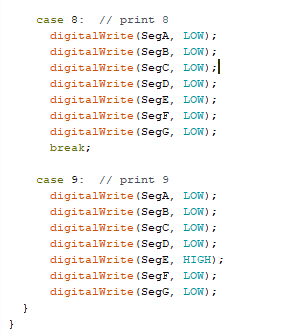 case 8:  // print 8
digitalWrite(SegA, LOW);
digitalWrite(SegB, LOW);
digitalWrite(SegC, LOW);
digitalWrite(SegD, LOW);
digitalWrite(SegE, LOW);
digitalWrite(SegF, LOW);
digitalWrite(SegG, LOW);
break;
case 9:  // print 9
digitalWrite(SegA, LOW);
digitalWrite(SegB, LOW);
digitalWrite(SegC, LOW);
digitalWrite(SegD, LOW);
digitalWrite(SegE, HIGH);
digitalWrite(SegF, LOW);
digitalWrite(SegG, LOW);
}
}